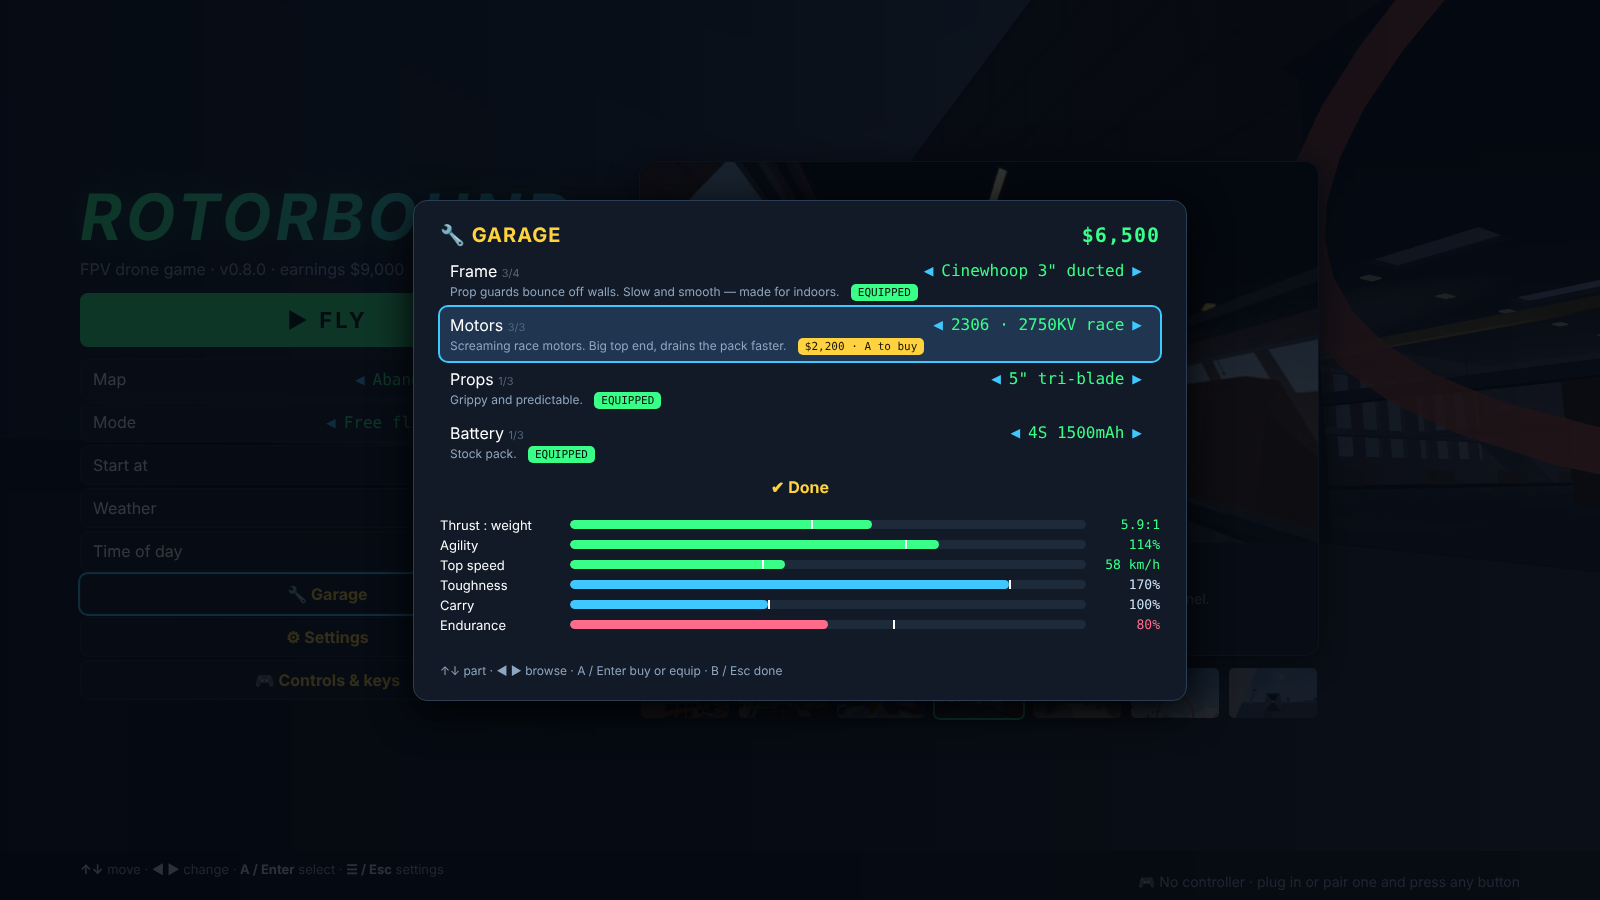 ROTORBOUND
FPV drone game · v0.8.0 · earnings $9,000
▶ FLY
Map ◀ Aban
Mode ◀ Free fl
Start at
Weather
Time of day
🔧 Garage
⚙ Settings
🎮 Controls & keys
🔧 GARAGE $6,500
Frame 3/4 ◀ Cinewhoop 3" ducted ▶
Prop guards bounce off walls. Slow and smooth — made for indoors. EQUIPPED
Motors 3/3 ◀ 2306 · 2750KV race ▶
Screaming race motors. Big top end, drains the pack faster. $2,200 · A to buy
Props 1/3 ◀ 5" tri-blade ▶
Grippy and predictable. EQUIPPED
Battery 1/3 ◀ 4S 1500mAh ▶
Stock pack. EQUIPPED
✔ Done
Thrust : weight 5.9:1
Agility 114%
Top speed 58 km/h
Toughness 170%
Carry 100%
Endurance 80%
↑↓ part · ◀ ▶ browse · A / Enter buy or equip · B / Esc done
nel.
↑↓ move · ◀ ▶ change · A / Enter select · ☰ / Esc settings
🎮 No controller · plug in or pair one and press any button